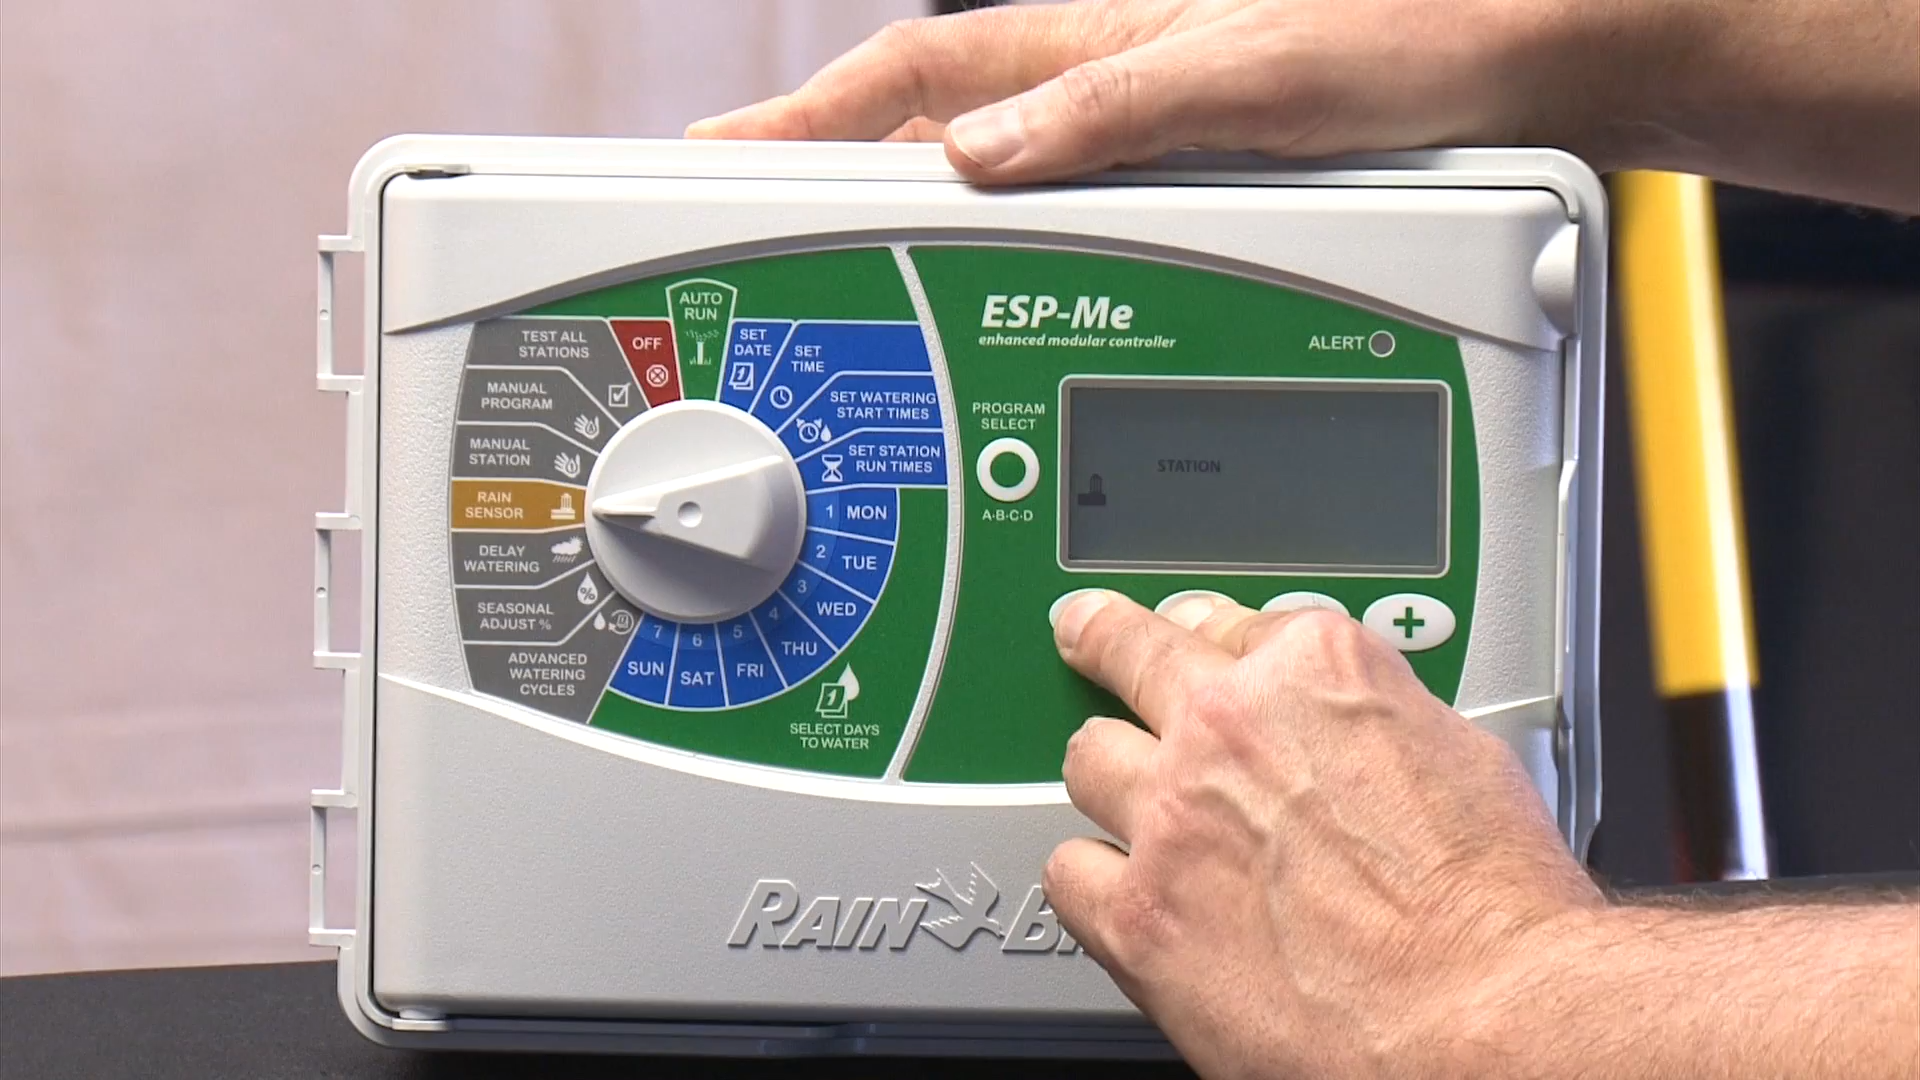 AUTO
RUN
OFF
TEST ALL
STATIONS
MANUAL
PROGRAM
MANUAL
STATION
RAIN
SENSOR
DELAY
WATERING
SEASONAL
ADJUST %
ADVANCED
WATERING
CYCLES
SET
DATE
1
SET
TIME
SET WATERING
START TIMES
SET STATION
RUN TIMES
1 MON
2 TUE
3 WED
4 THU
5 FRI
6 SAT
7 SUN
%
1
SELECT DAYS
TO WATER
ESP-Me
enhanced modular controller
ALERT
PROGRAM
SELECT
A·B·C·D
STATION
+
RAIN